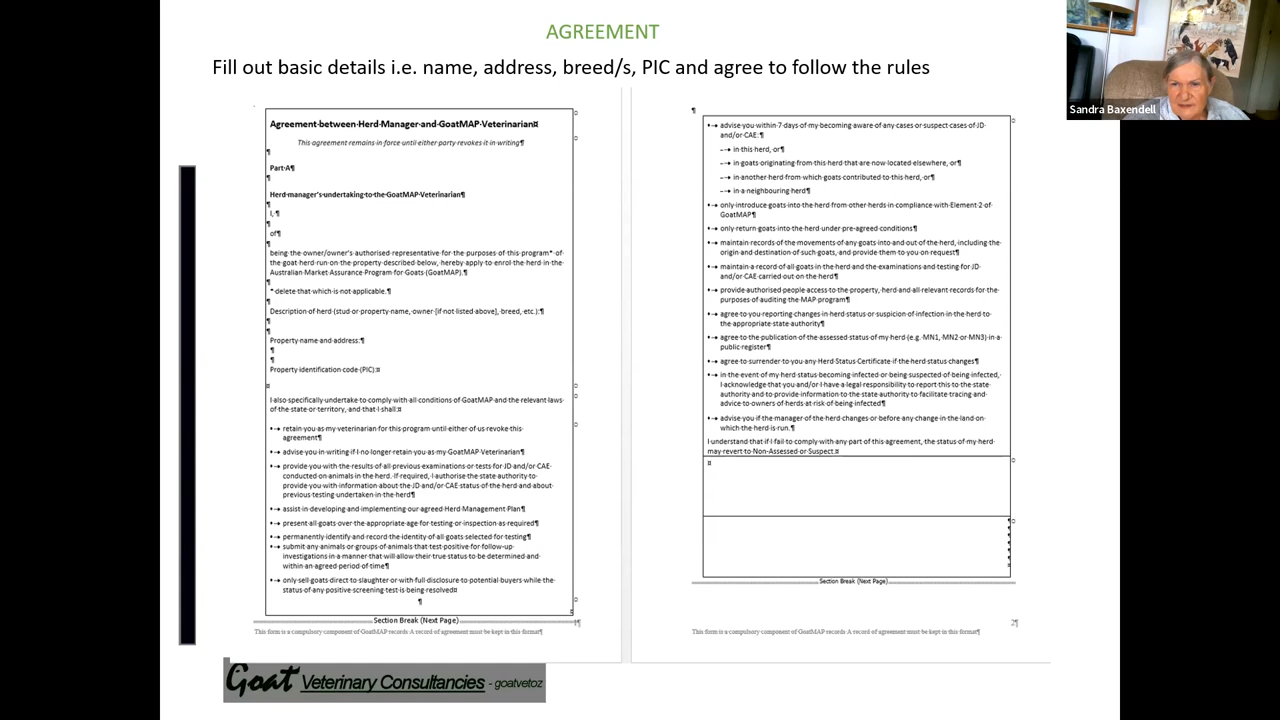 AGREEMENT
Fill out basic details i.e. name, address, breed/s, PIC and agree to follow the rules
Sandra Baxendell
Agreement between Herd Manager and GoatMAP Veterinarian¤
This agreement remains in force until either party revokes it in writing¶
¶
Part A¶
¶
Herd manager's undertaking to the GoatMAP Veterinarian¶
¶
I, ¶
¶
of¶
¶
being the owner/owner's authorised representative for the purposes of this program* of
the goat herd run on the property described below, hereby apply to enrol the herd in the
Australian Market Assurance Program for Goats (GoatMAP).¶
¶
* delete that which is not applicable.¶
¶
Description of herd (stud or property name, owner [if not listed above], breed, etc.):¶
¶
¶
Property name and address:¶
¶
¶
Property identification code (PIC):¤
¤
I also specifically undertake to comply with all conditions of GoatMAP and the relevant laws
of the state or territory, and that I shall:¤
• → retain you as my veterinarian for this program until either of us revoke this
agreement¶
• → advise you in writing if I no longer retain you as my GoatMAP Veterinarian¶
• → provide you with the results of all previous examinations or tests for JD and/or CAE
conducted on animals in the herd. If required, I authorise the state authority to
provide you with information about the JD and/or CAE status of the herd and about
previous testing undertaken in the herd¶
• → assist in developing and implementing our agreed Herd Management Plan¶
• → present all goats over the appropriate age for testing or inspection as required¶
• → permanently identify and record the identity of all goats selected for testing¶
• → submit any animals or groups of animals that test positive for follow-up
investigations in a manner that will allow their true status to be determined and
within an agreed period of time¶
• → only sell goats direct to slaughter or with full disclosure to potential buyers while the
status of any positive screening test is being resolved¤
¶
Section Break (Next Page)
1¶
This form is a compulsory component of GoatMAP records A record of agreement must be kept in this format¶
¶
• → advise you within 7 days of my becoming aware of any cases or suspect cases of JD
and/or CAE:¶
– → in this herd, or¶
– → in goats originating from this herd that are now located elsewhere, or¶
– → in another herd from which goats contributed to this herd, or¶
– → in a neighbouring herd¶
• → only introduce goats into the herd from other herds in compliance with Element 2 of
GoatMAP¶
• → only return goats into the herd under pre-agreed conditions¶
• → maintain records of the movements of any goats into and out of the herd, including the
origin and destination of such goats, and provide them to you on request¶
• → maintain a record of all goats in the herd and the examinations and testing for JD
and/or CAE carried out on the herd¶
• → provide authorised people access to the property, herd and all relevant records for the
purposes of auditing the MAP program¶
• → agree to you reporting changes in herd status or suspicion of infection in the herd to
the appropriate state authority¶
• → agree to the publication of the assessed status of my herd (e.g. MN1, MN2 or MN3) in a
public register¶
• → agree to surrender to you any Herd Status Certificate if the herd status changes¶
• → in the event of my herd status becoming infected or being suspected of being infected,
I acknowledge that you and/or I have a legal responsibility to report this to the state
authority and to provide information to the state authority to facilitate tracing and
advice to owners of herds at risk of being infected¶
• → advise you if the manager of the herd changes or before any change in the land on
which the herd is run.¶
I understand that if I fail to comply with any part of this agreement, the status of my herd
may revert to Non-Assessed or Suspect.¤
¤
Section Break (Next Page)
2¶
This form is a compulsory component of GoatMAP records A record of agreement must be kept in this format¶
Goat Veterinary Consultancies - goatvetoz